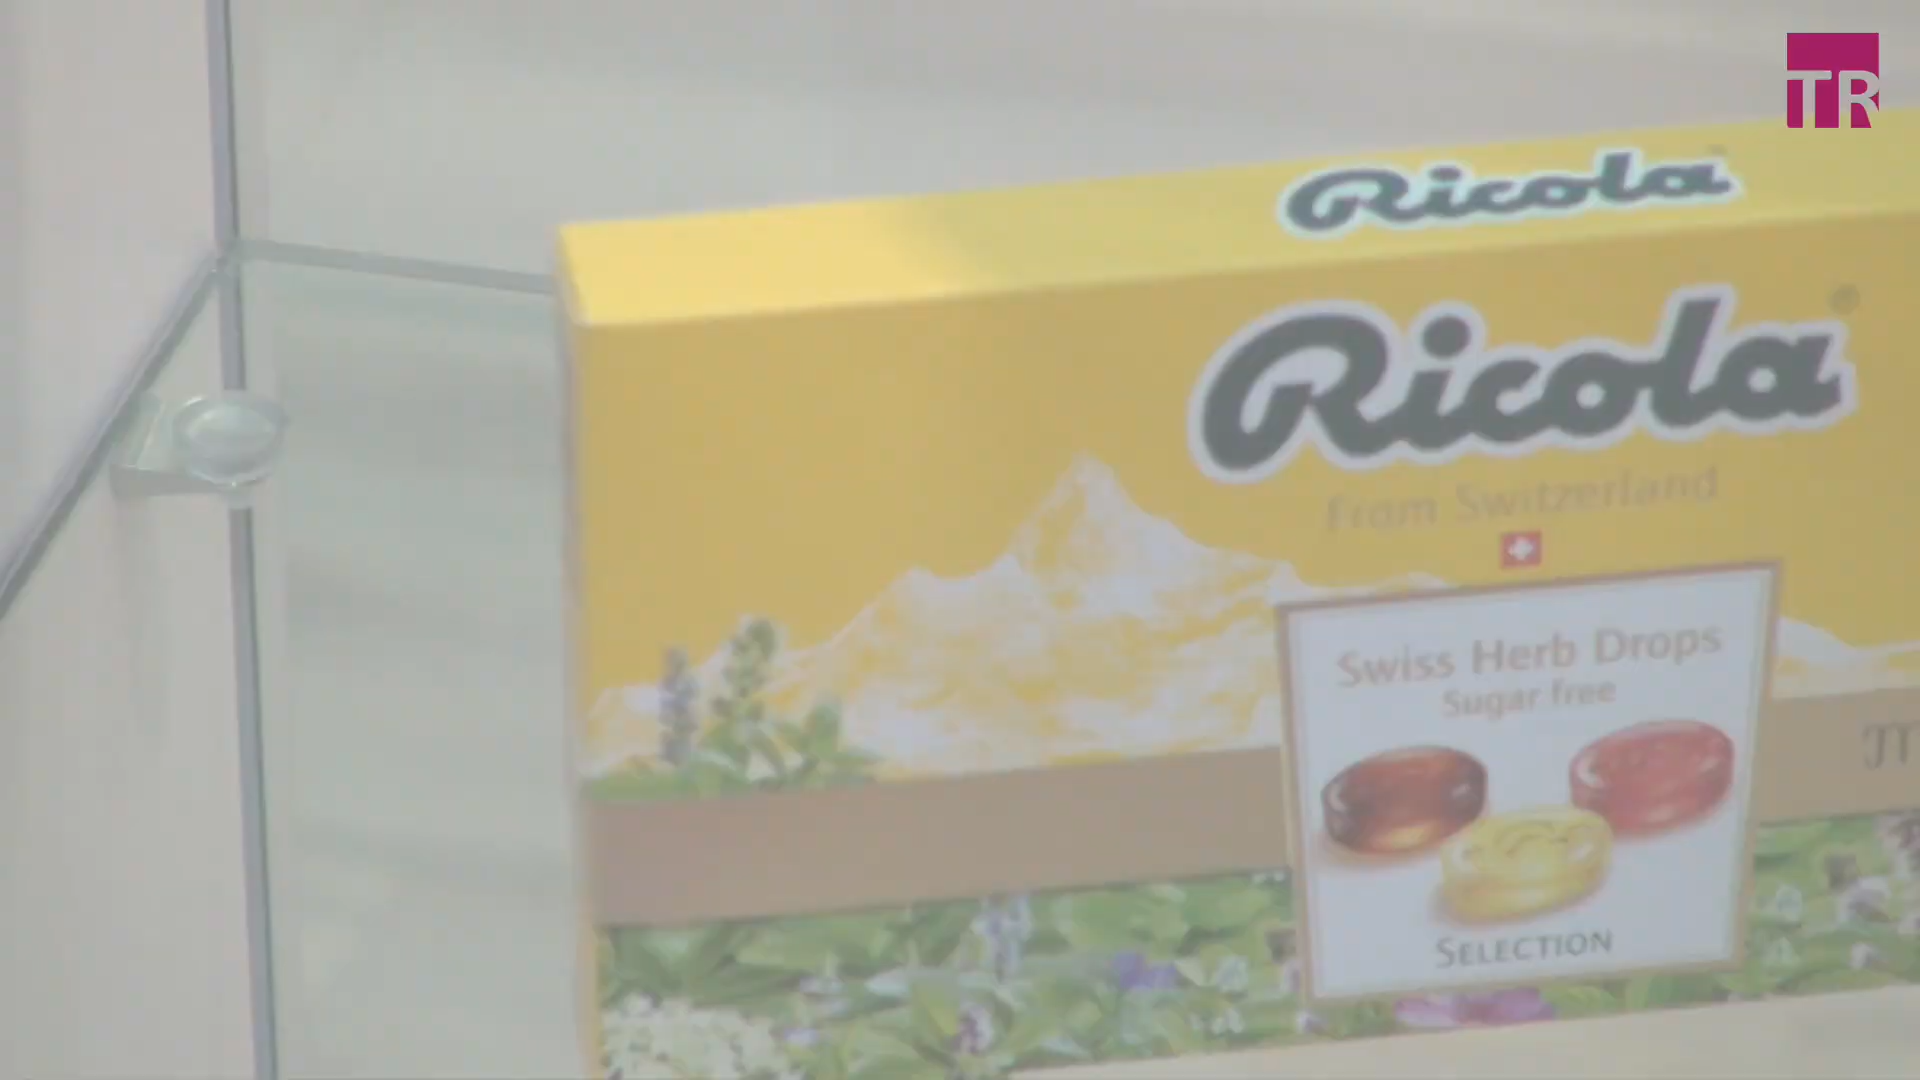 TR
Ricola
Ricola®
From Switzerland
Swiss Herb Drops
Sugar free
SELECTION